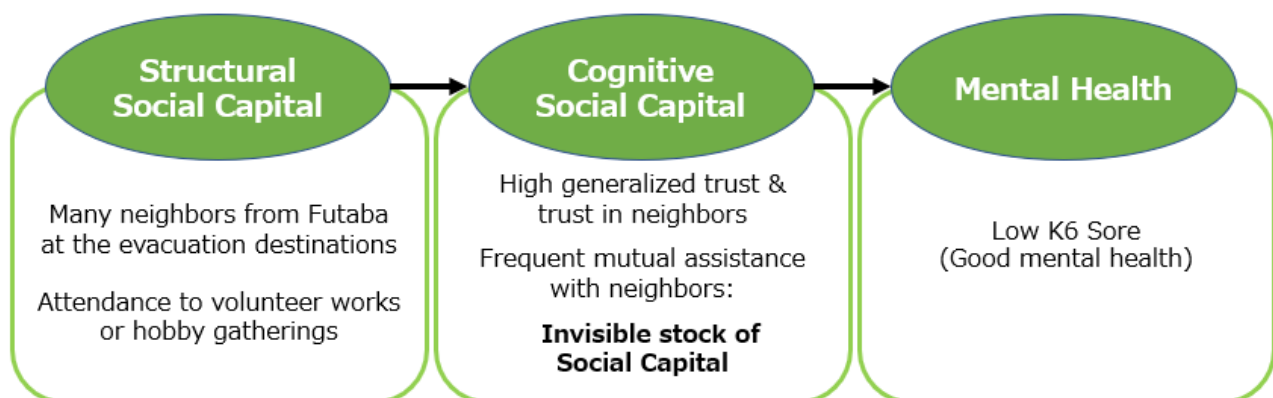 Structural
Social Capital
Many neighbors from Futaba
at the evacuation destinations
Attendance to volunteer works
or hobby gatherings
Cognitive
Social Capital
High generalized trust &
trust in neighbors
Frequent mutual assistance
with neighbors:
Invisible stock of
Social Capital
Mental Health
Low K6 Sore
(Good mental health)